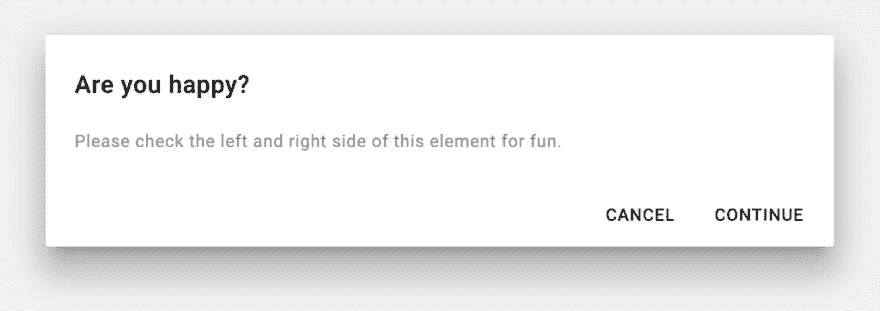 Are you happy?
Please check the left and right side of this element for fun.
CANCEL CONTINUE